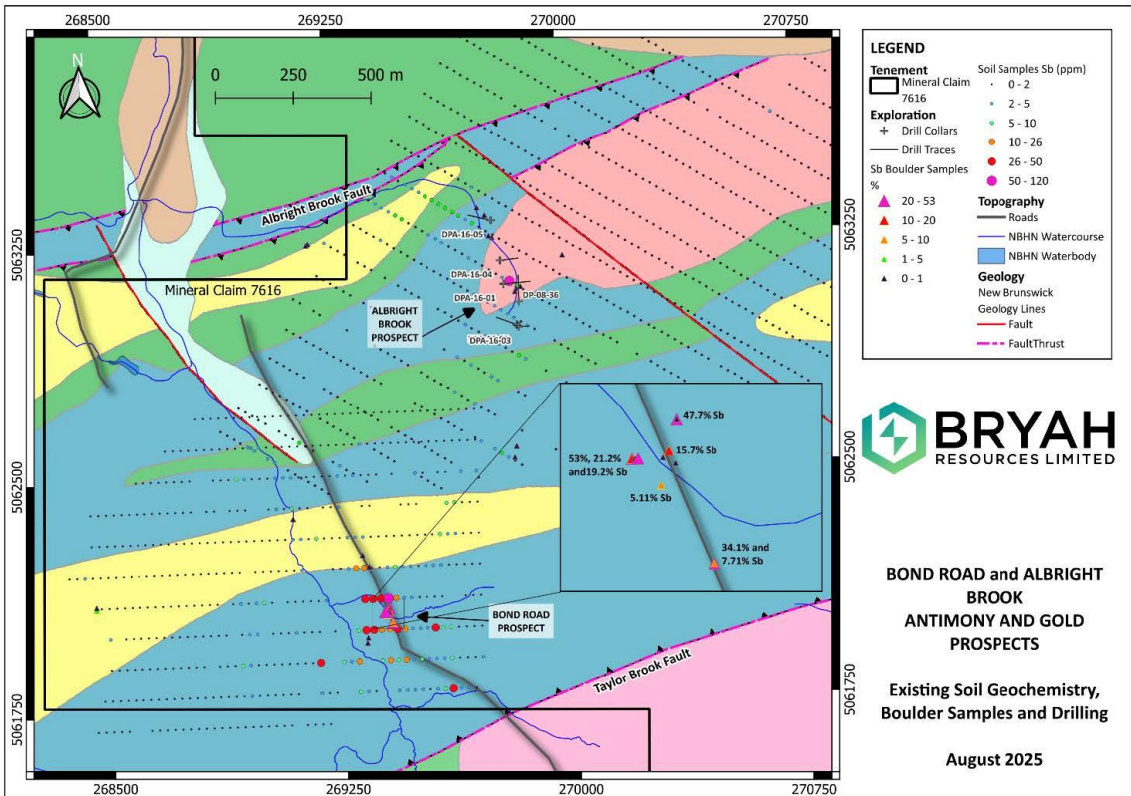 268500
269250
270000
270750
N
0 250 500 m
Albright Brook Fault
5063250
5063250
Mineral Claim 7616
DPA-16-05
DPA-16-04
DPA-16-01
DP-08-36
DPA-16-03
ALBRIGHT
BROOK
PROSPECT
5062500
5062500
47.7% Sb
53%, 21.2%
and19.2% Sb
15.7% Sb
5.11% Sb
34.1% and
7.71% Sb
BOND ROAD
PROSPECT
Taylor Brook Fault
5061750
5061750
268500
269250
270000
270750
LEGEND
Tenement
Mineral Claim
7616
Exploration
Drill Collars
Drill Traces
Sb Boulder Samples
%
20 - 53
10 - 20
5 - 10
1 - 5
0 - 1
Soil Samples Sb (ppm)
0 - 2
2 - 5
5 - 10
10 - 26
26 - 50
50 - 120
Topography
Roads
NBHN Watercourse
NBHN Waterbody
Geology
New Brunswick
Geology Lines
Fault
FaultThrust
BRYAH
RESOURCES LIMITED
BOND ROAD and ALBRIGHT
BROOK
ANTIMONY AND GOLD
PROSPECTS
Existing Soil Geochemistry,
Boulder Samples and Drilling
August 2025